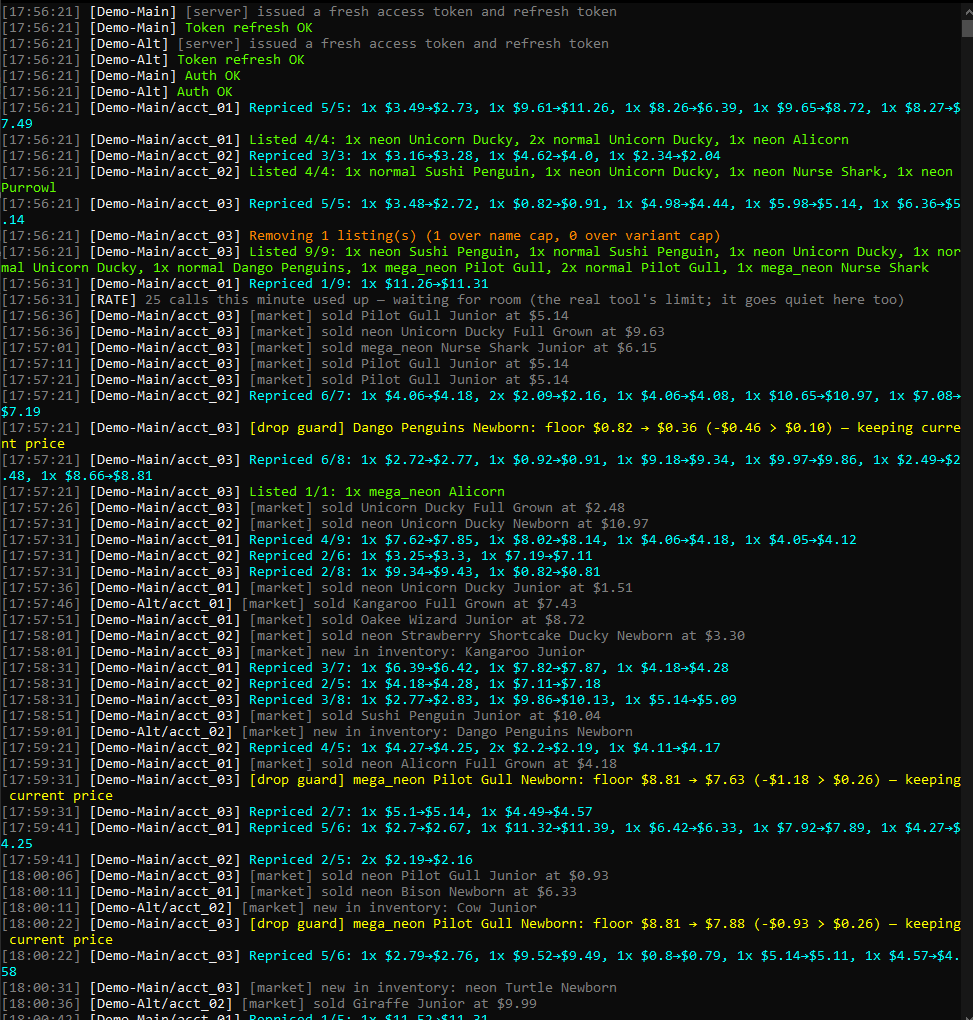 [17:56:21] [Demo-Main] [server] issued a fresh access token and refresh token
[17:56:21] [Demo-Main] Token refresh OK
[17:56:21] [Demo-Alt] [server] issued a fresh access token and refresh token
[17:56:21] [Demo-Alt] Token refresh OK
[17:56:21] [Demo-Main] Auth OK
[17:56:21] [Demo-Alt] Auth OK
[17:56:21] [Demo-Main/acct_01] Repriced 5/5: 1x $3.49→$2.73, 1x $9.61→$11.26, 1x $8.26→$6.39, 1x $9.65→$8.72, 1x $8.27→$
7.49
[17:56:21] [Demo-Main/acct_01] Listed 4/4: 1x neon Unicorn Ducky, 2x normal Unicorn Ducky, 1x neon Alicorn
[17:56:21] [Demo-Main/acct_02] Repriced 3/3: 1x $3.16→$3.28, 1x $4.62→$4.0, 1x $2.34→$2.04
[17:56:21] [Demo-Main/acct_02] Listed 4/4: 1x normal Sushi Penguin, 1x neon Unicorn Ducky, 1x neon Nurse Shark, 1x neon
Purrowl
[17:56:21] [Demo-Main/acct_03] Repriced 5/5: 1x $3.48→$2.72, 1x $0.82→$0.91, 1x $4.98→$4.44, 1x $5.98→$5.14, 1x $6.36→$5
.14
[17:56:21] [Demo-Main/acct_03] Removing 1 listing(s) (1 over name cap, 0 over variant cap)
[17:56:21] [Demo-Main/acct_03] Listed 9/9: 1x neon Sushi Penguin, 1x normal Sushi Penguin, 1x neon Unicorn Ducky, 1x nor
mal Unicorn Ducky, 1x normal Dango Penguins, 1x mega_neon Pilot Gull, 2x normal Pilot Gull, 1x mega_neon Nurse Shark
[17:56:31] [Demo-Main/acct_01] Repriced 1/9: 1x $11.26→$11.31
[17:56:31] [RATE] 25 calls this minute used up — waiting for room (the real tool's limit; it goes quiet here too)
[17:56:36] [Demo-Main/acct_03] [market] sold Pilot Gull Junior at $5.14
[17:56:36] [Demo-Main/acct_03] [market] sold neon Unicorn Ducky Full Grown at $9.63
[17:57:01] [Demo-Main/acct_03] [market] sold mega_neon Nurse Shark Junior at $6.15
[17:57:11] [Demo-Main/acct_03] [market] sold Pilot Gull Junior at $5.14
[17:57:21] [Demo-Main/acct_03] [market] sold Pilot Gull Junior at $5.14
[17:57:21] [Demo-Main/acct_02] Repriced 6/7: 1x $4.06→$4.18, 2x $2.09→$2.16, 1x $4.06→$4.08, 1x $10.65→$10.97, 1x $7.08→
$7.19
[17:57:21] [Demo-Main/acct_03] [drop guard] Dango Penguins Newborn: floor $0.82 → $0.36 (-$0.46 > $0.10) — keeping curre
nt price
[17:57:21] [Demo-Main/acct_03] Repriced 6/8: 1x $2.72→$2.77, 1x $0.92→$0.91, 1x $9.18→$9.34, 1x $9.97→$9.86, 1x $2.49→$2
.48, 1x $8.66→$8.81
[17:57:21] [Demo-Main/acct_03] Listed 1/1: 1x mega_neon Alicorn
[17:57:26] [Demo-Main/acct_03] [market] sold Unicorn Ducky Full Grown at $2.48
[17:57:31] [Demo-Main/acct_02] [market] sold neon Unicorn Ducky Newborn at $10.97
[17:57:31] [Demo-Main/acct_01] Repriced 4/9: 1x $7.62→$7.85, 1x $8.02→$8.14, 1x $4.06→$4.18, 1x $4.05→$4.12
[17:57:31] [Demo-Main/acct_02] Repriced 2/6: 1x $3.25→$3.3, 1x $7.19→$7.11
[17:57:31] [Demo-Main/acct_03] Repriced 2/8: 1x $9.34→$9.43, 1x $0.82→$0.81
[17:57:36] [Demo-Main/acct_01] [market] sold neon Unicorn Ducky Junior at $1.51
[17:57:46] [Demo-Alt/acct_01] [market] sold Kangaroo Full Grown at $7.43
[17:57:51] [Demo-Main/acct_01] [market] sold Oakee Wizard Junior at $8.72
[17:58:01] [Demo-Main/acct_02] [market] sold neon Strawberry Shortcake Ducky Newborn at $3.30
[17:58:01] [Demo-Main/acct_03] [market] new in inventory: Kangaroo Junior
[17:58:31] [Demo-Main/acct_01] Repriced 3/7: 1x $6.39→$6.42, 1x $7.82→$7.87, 1x $4.18→$4.28
[17:58:31] [Demo-Main/acct_02] Repriced 2/5: 1x $4.18→$4.28, 1x $7.11→$7.18
[17:58:31] [Demo-Main/acct_03] Repriced 3/8: 1x $2.77→$2.83, 1x $9.86→$10.13, 1x $5.14→$5.09
[17:58:51] [Demo-Main/acct_03] [market] sold Sushi Penguin Junior at $10.04
[17:59:01] [Demo-Alt/acct_02] [market] new in inventory: Dango Penguins Newborn
[17:59:21] [Demo-Main/acct_02] Repriced 4/5: 1x $4.27→$4.25, 2x $2.2→$2.19, 1x $4.11→$4.17
[17:59:31] [Demo-Main/acct_01] [market] sold neon Alicorn Full Grown at $4.18
[17:59:31] [Demo-Main/acct_03] [drop guard] mega_neon Pilot Gull Newborn: floor $8.81 → $7.63 (-$1.18 > $0.26) — keeping
current price
[17:59:31] [Demo-Main/acct_03] Repriced 2/7: 1x $5.1→$5.14, 1x $4.49→$4.57
[17:59:41] [Demo-Main/acct_01] Repriced 5/6: 1x $2.7→$2.67, 1x $11.32→$11.39, 1x $6.42→$6.33, 1x $7.92→$7.89, 1x $4.27→$
4.25
[17:59:41] [Demo-Main/acct_02] Repriced 2/5: 2x $2.19→$2.16
[18:00:06] [Demo-Main/acct_03] [market] sold neon Pilot Gull Junior at $0.93
[18:00:11] [Demo-Main/acct_01] [market] sold neon Bison Newborn at $6.33
[18:00:11] [Demo-Alt/acct_02] [market] new in inventory: Cow Junior
[18:00:22] [Demo-Main/acct_03] [drop guard] mega_neon Pilot Gull Newborn: floor $8.81 → $7.88 (-$0.93 > $0.26) — keeping
current price
[18:00:22] [Demo-Main/acct_03] Repriced 5/6: 1x $2.79→$2.76, 1x $9.52→$9.49, 1x $0.8→$0.79, 1x $5.14→$5.11, 1x $4.57→$4.
58
[18:00:31] [Demo-Main/acct_03] [market] new in inventory: neon Turtle Newborn
[18:00:36] [Demo-Alt/acct_02] [market] sold Giraffe Junior at $9.99
[18:00:42] [Demo-Main/acct_01] Repriced 1/5: 1x $11.52→$11.31